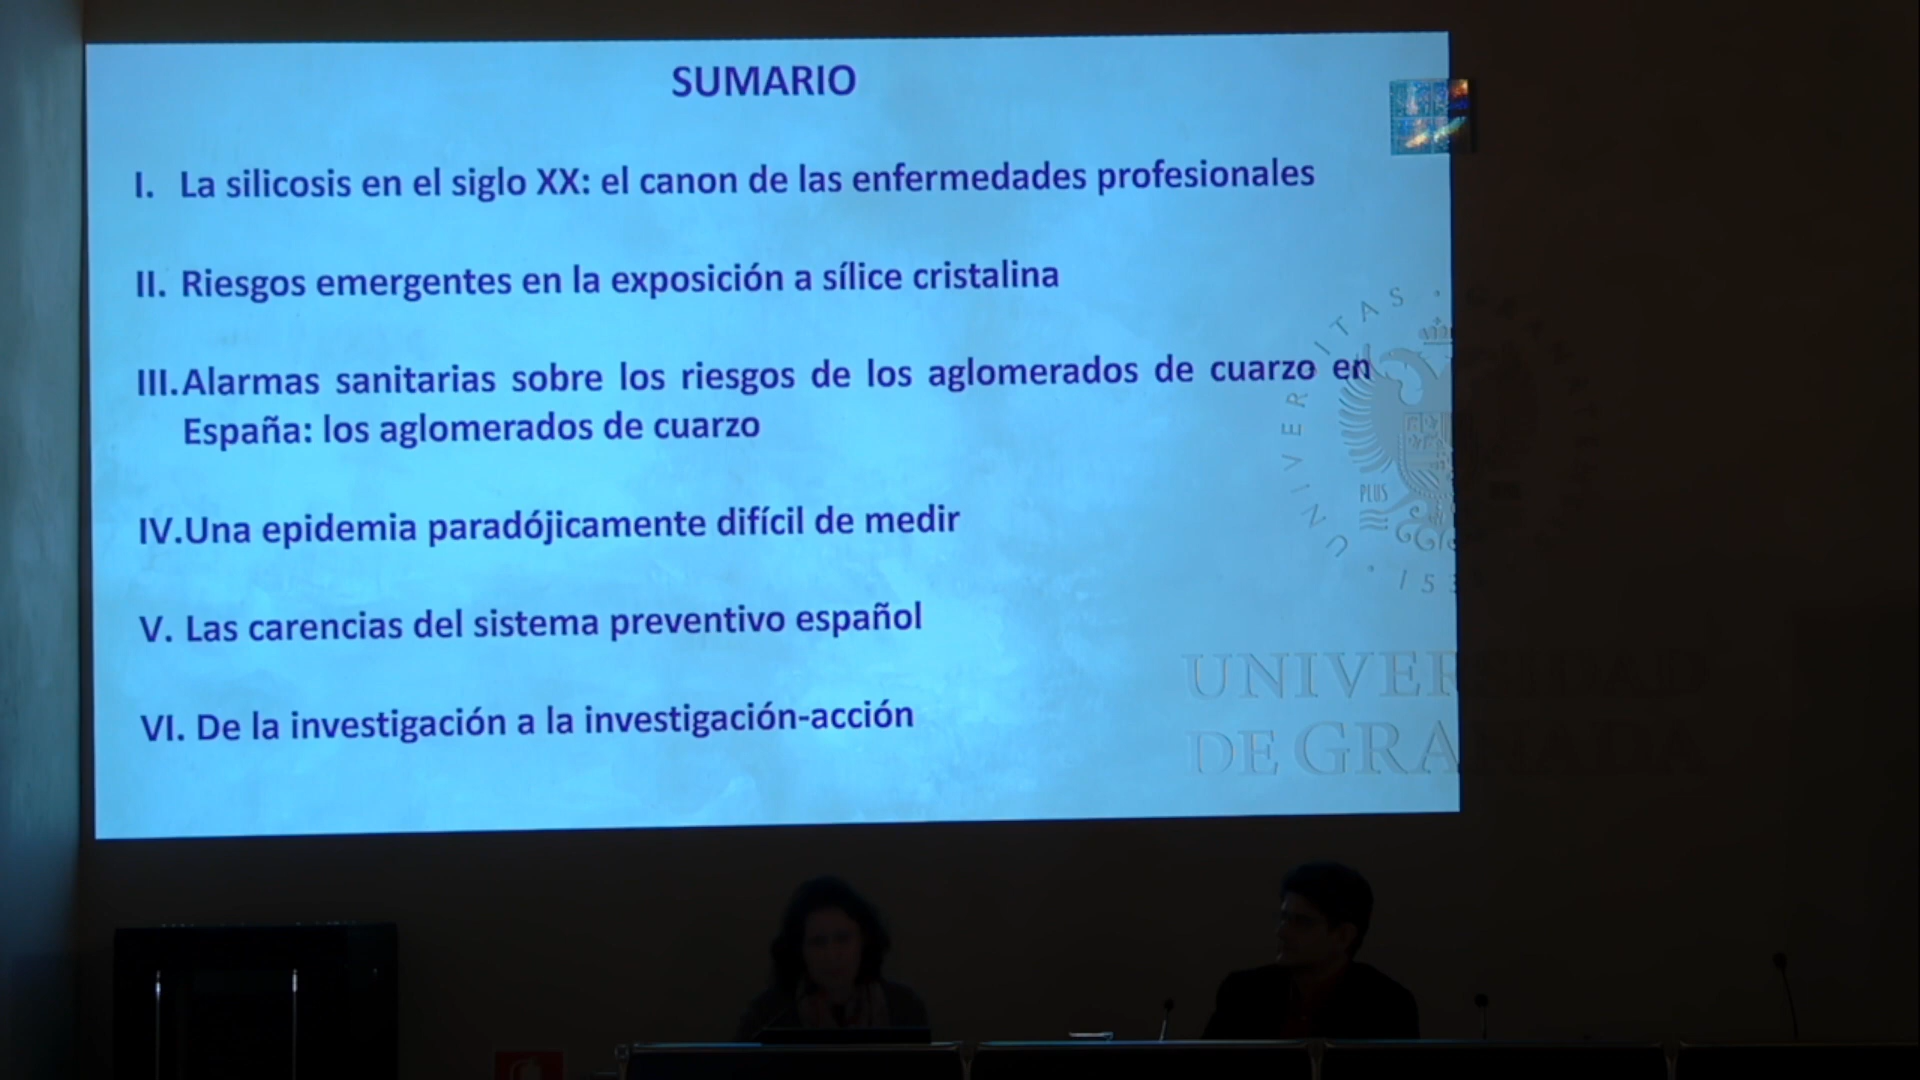 SUMARIO
I. La silicosis en el siglo XX: el canon de las enfermedades profesionales
II. Riesgos emergentes en la exposición a sílice cristalina
III. Alarmas sanitarias sobre los riesgos de los aglomerados de cuarzo en
España: los aglomerados de cuarzo
IV. Una epidemia paradójicamente difícil de medir
V. Las carencias del sistema preventivo español
VI. De la investigación a la investigación-acción
UNIVERSITAS
PLUS
UNIVERSIDAD
DE GRANADA